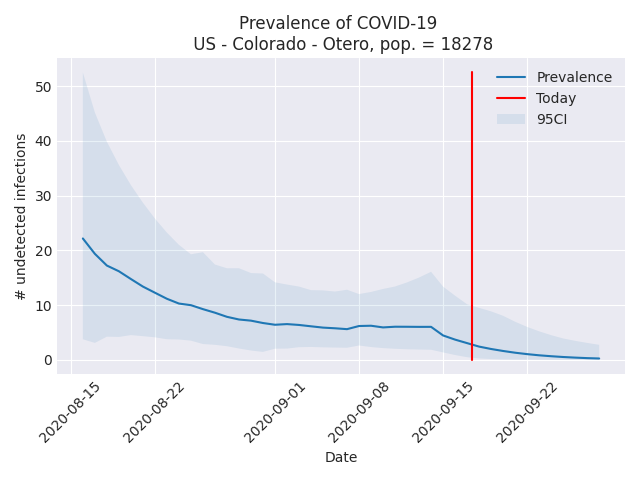 Prevalence of COVID-19
US - Colorado - Otero, pop. = 18278
Prevalence
Today
95CI
# undetected infections
50
40
30
20
10
0
2020-08-15
2020-08-22
2020-09-01
2020-09-08
2020-09-15
2020-09-22
Date